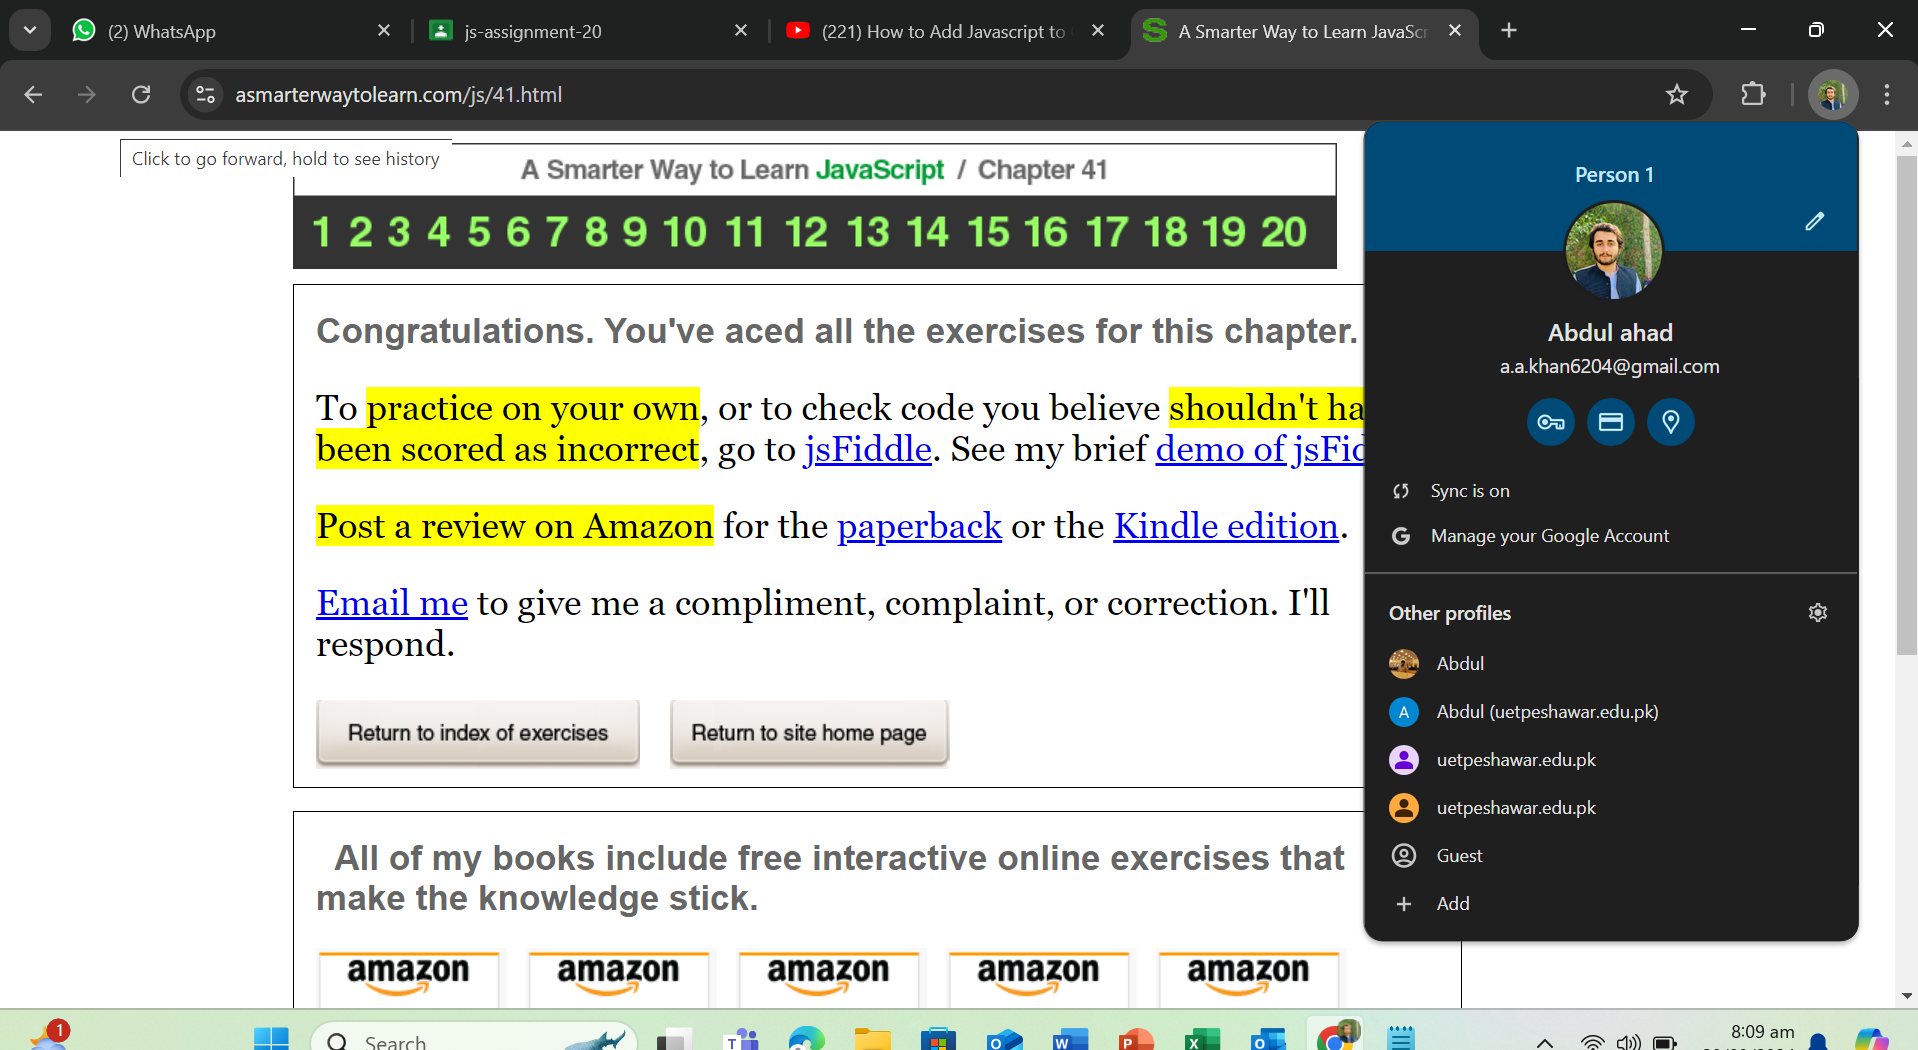 (2) WhatsApp
js-assignment-20
(221) How to Add Javascript to
A Smarter Way to Learn JavaScr
asmarterwaytolearn.com/js/41.html
Click to go forward, hold to see history
A Smarter Way to Learn JavaScript / Chapter 41
1 2 3 4 5 6 7 8 9 10 11 12 13 14 15 16 17 18 19 20
Congratulations. You've aced all the exercises for this chapter.
To practice on your own, or to check code you believe shouldn't ha
been scored as incorrect, go to jsFiddle. See my brief demo of jsFid
Post a review on Amazon for the paperback or the Kindle edition.
Email me to give me a compliment, complaint, or correction. I'll
respond.
Return to index of exercises
Return to site home page
All of my books include free interactive online exercises that
make the knowledge stick.
amazon
amazon
amazon
amazon
amazon
Person 1
Abdul ahad
a.a.khan6204@gmail.com
Sync is on
Manage your Google Account
Other profiles
Abdul
A
Abdul (uetpeshawar.edu.pk)
uetpeshawar.edu.pk
uetpeshawar.edu.pk
Guest
Add
1
Search
8:09 am